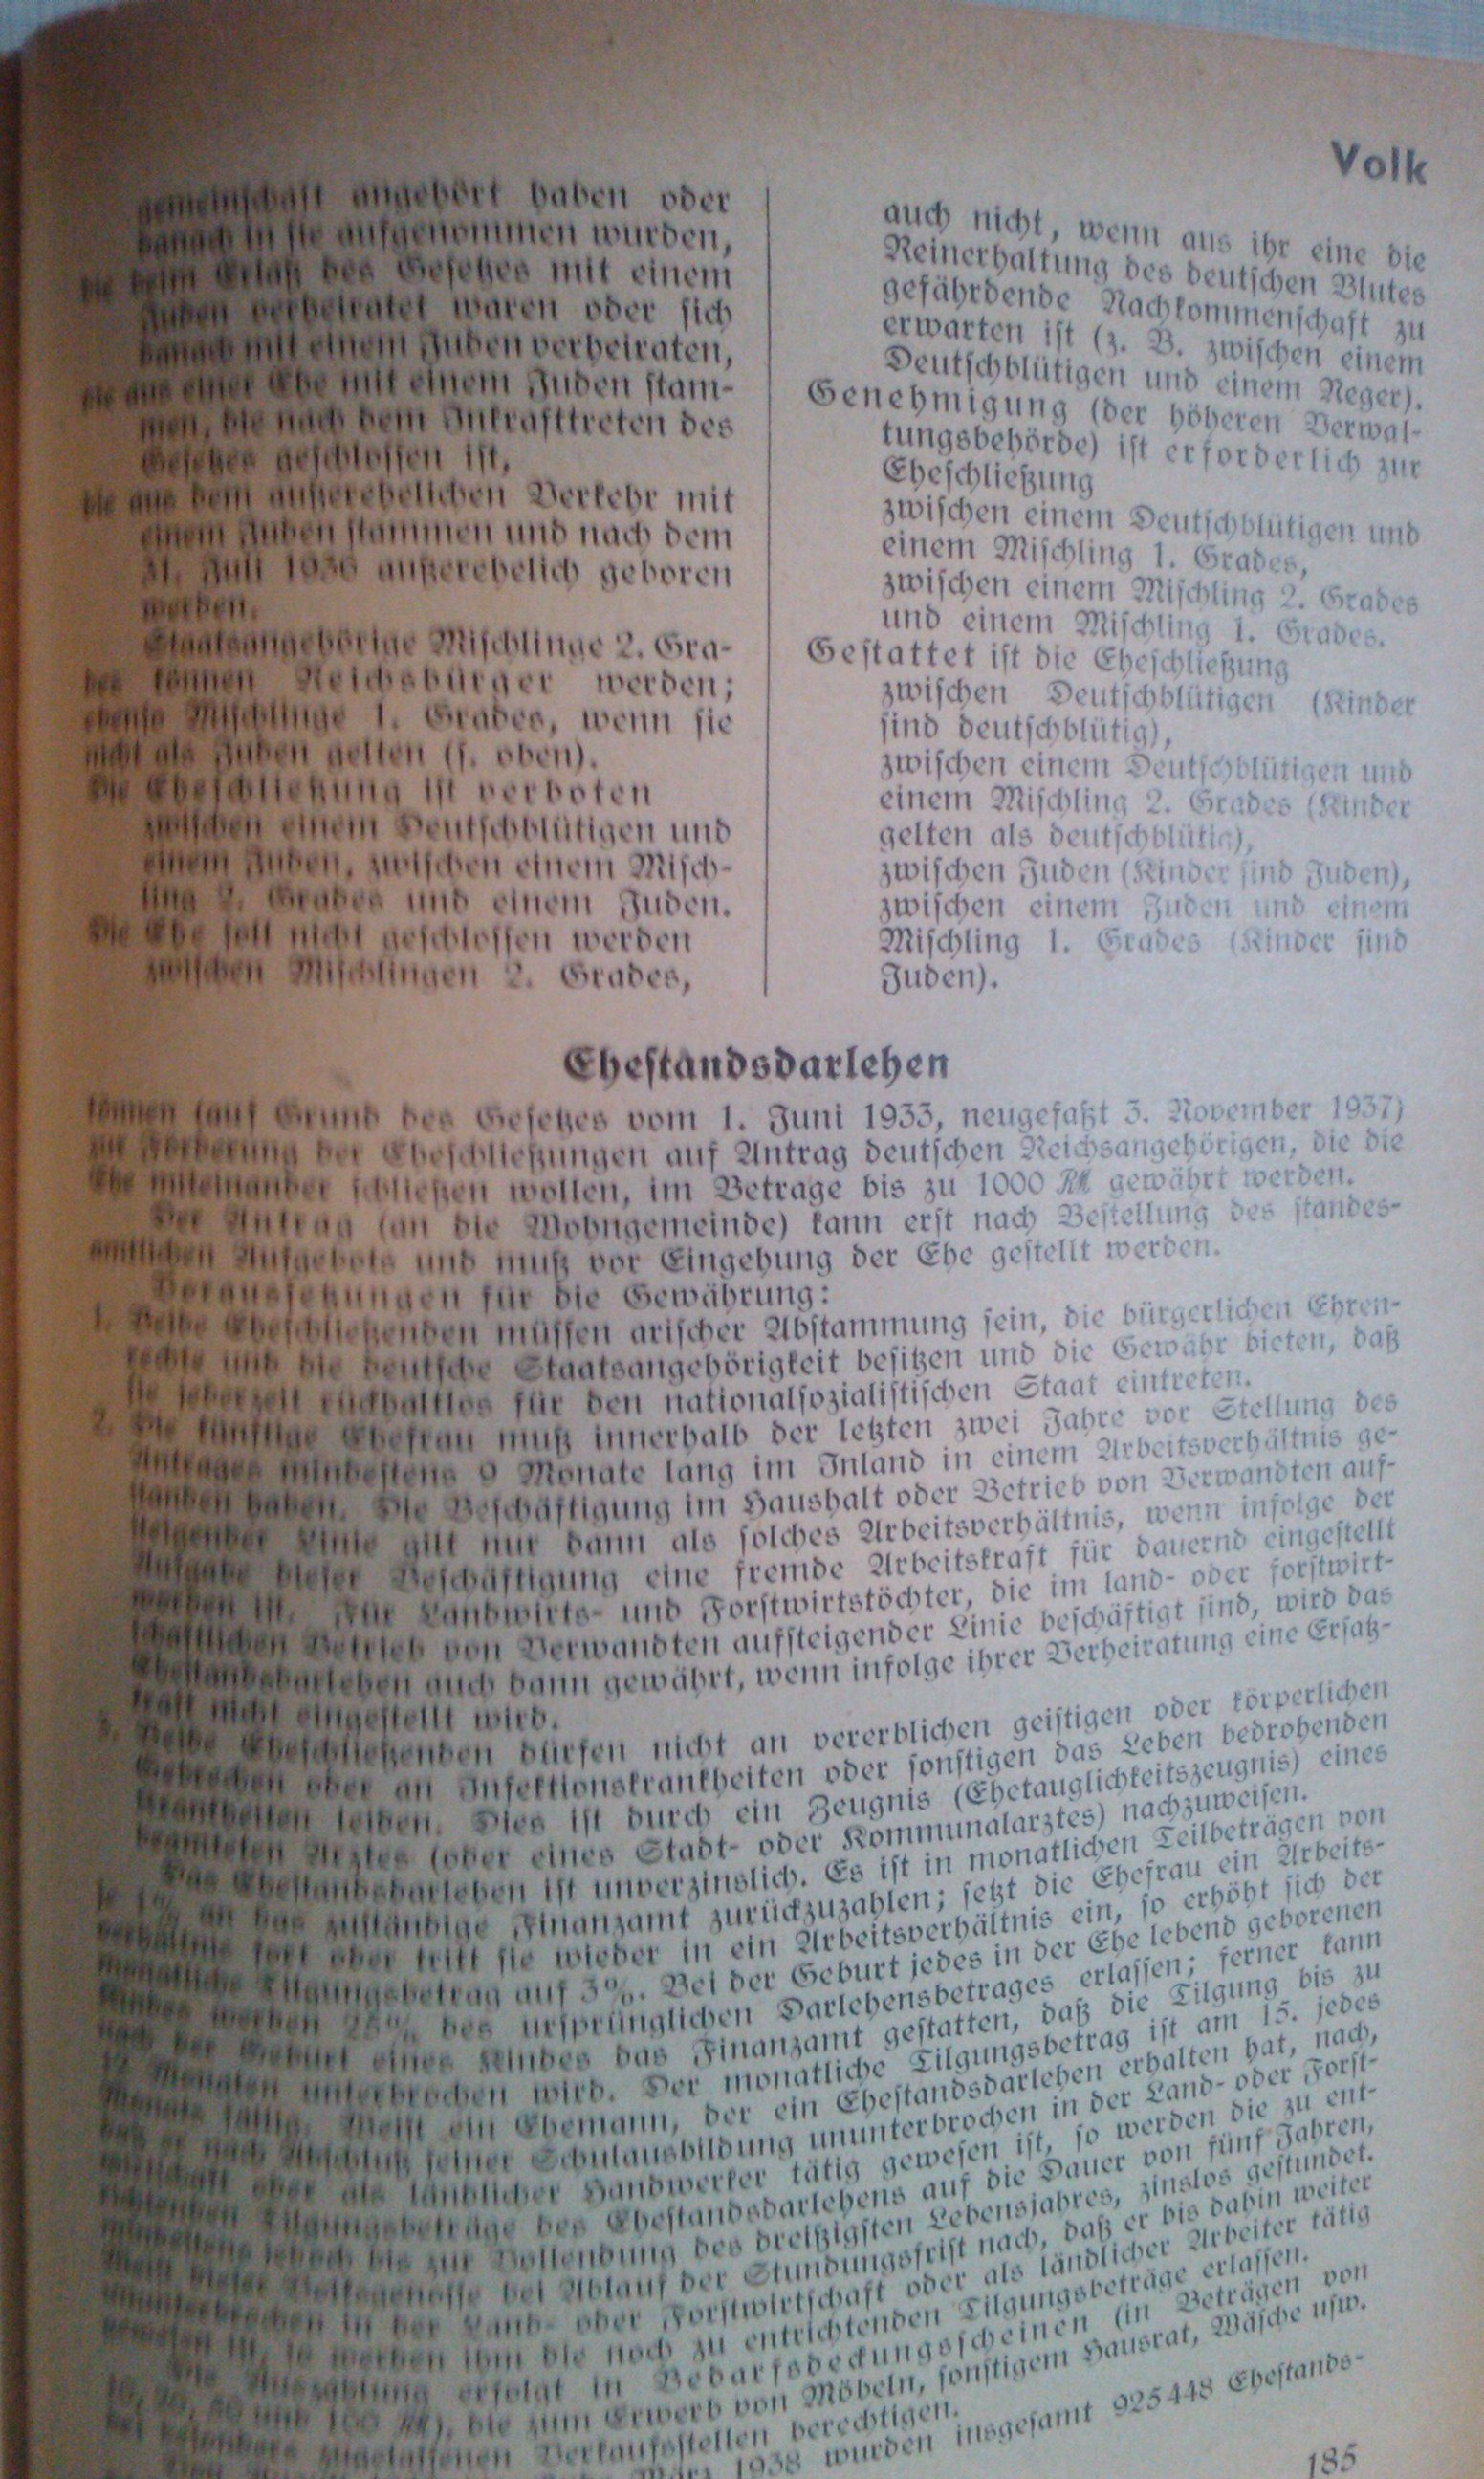 Volk
angehört haben oder
in sie aufgenommen wurden,
des Gesetzes mit einem
Juden verheiratet waren oder sich
mit einem Juden verheiraten,
die aus einer Ehe mit einem Juden stam-
men, die nach dem Inkrafttreten des
Gesetzes geschlossen ist,
die aus dem außerehelichen Verkehr mit
einem Juden stammen und nach dem
31. Juli 1936 außerehelich geboren
werden.
Staatsangehörige Mischlinge 2. Gra-
des können Reichsbürger werden;
ebenso Mischlinge 1. Grades, wenn sie
nicht als Juden gelten (s. oben).
Die Eheschließung ist verboten
zwischen einem Deutschblütigen und
einem Juden, zwischen einem Misch-
ling 2. Grades und einem Juden.
Die Ehe soll nicht geschlossen werden
zwischen Mischlingen 2. Grades,
auch nicht, wenn aus ihr eine die
Reinerhaltung des deutschen Blutes
gefährdende Nachkommenschaft zu
erwarten ist (z. B. zwischen einem
Deutschblütigen und einem Neger).
Genehmigung (der höheren Verwal-
tungsbehörde) ist erforderlich zur
Eheschließung
zwischen einem Deutschblütigen und
einem Mischling 1. Grades,
zwischen einem Mischling 2. Grades
und einem Mischling 1. Grades.
Gestattet ist die Eheschließung
zwischen Deutschblütigen (Kinder
sind deutschblütig),
zwischen einem Deutschblütigen und
einem Mischling 2. Grades (Kinder
gelten als deutschblütig),
zwischen Juden (Kinder sind Juden),
zwischen einem Juden und einem
Mischling 1. Grades (Kinder sind
Juden).
Ehestandsdarlehen
können (auf Grund des Gesetzes vom 1. Juni 1933, neugefaßt 3. November 1937)
zur Förderung der Eheschließungen auf Antrag deutschen Reichsangehörigen, die die
Ehe miteinander schließen wollen, im Betrage bis zu 1000 RM gewährt werden.
Der Antrag (an die Wohngemeinde) kann erst nach Bestellung des standes-
amtlichen Aufgebots und muß vor Eingehung der Ehe gestellt werden.
Voraussetzungen für die Gewährung:
1. Beide Eheschließenden müssen arischer Abstammung sein, die bürgerlichen Ehren-
rechte und die deutsche Staatsangehörigkeit besitzen und die Gewähr bieten, daß
sie jederzeit rückhaltlos für den nationalsozialistischen Staat eintreten.
2. Die künftige Ehefrau muß innerhalb der letzten zwei Jahre vor Stellung des
Antrages mindestens 9 Monate lang im Inland in einem Arbeitsverhältnis ge-
standen haben. Die Beschäftigung im Haushalt oder Betrieb von Verwandten auf-
steigender Linie gilt nur dann als solches Arbeitsverhältnis, wenn infolge der
Aufgabe dieser Beschäftigung eine fremde Arbeitskraft für dauernd eingestellt
worden ist. Für Landwirts- und Forstwirtstöchter, die im land- oder forstwirt-
schaftlichen Betrieb von Verwandten aufsteigender Linie beschäftigt sind, wird das
Ehestandsdarlehen auch dann gewährt, wenn infolge ihrer Verheiratung eine Ersatz-
kraft nicht eingestellt wird.
3. Beide Eheschließenden dürfen nicht an vererblichen geistigen oder körperlichen
Gebrechen oder an Infektionskrankheiten oder sonstigen das Leben bedrohenden
Krankheiten leiden. Dies ist durch ein Zeugnis (Ehetauglichkeitszeugnis) eines
beamteten Arztes (oder eines Stadt- oder Kommunalarztes) nachzuweisen.
Das Ehestandsdarlehen ist unverzinslich. Es ist in monatlichen Teilbeträgen von
an das zuständige Finanzamt zurückzuzahlen; setzt die Ehefrau ein Arbeits-
verhältnis fort oder tritt sie wieder in ein Arbeitsverhältnis ein, so erhöht sich der
monatliche Tilgungsbetrag auf 3%. Bei der Geburt jedes in der Ehe lebend geborenen
Kindes werden 25% des ursprünglichen Darlehensbetrages erlassen; ferner kann
nach der Geburt eines Kindes das Finanzamt gestatten, daß die Tilgung bis zu
Monaten unterbrochen wird. Der monatliche Tilgungsbetrag ist am 15. jedes
Monats fällig. Weist ein Ehemann, der ein Ehestandsdarlehen erhalten hat, nach,
nach Abschluß seiner Schulausbildung ununterbrochen in der Land- oder Forst-
oder als ländlicher Handwerker tätig gewesen ist, so werden die zu ent-
Tilgungsbeträge des Ehestandsdarlehens auf die Dauer von fünf Jahren,
jedoch bis zur Vollendung des dreißigsten Lebensjahres, zinslos gestundet.
dieser Volksgenosse bei Ablauf der Stundungsfrist nach, daß er bis dahin weiter
in der Land- oder Forstwirtschaft oder als ländlicher Arbeiter tätig
ist, so werden ihm die noch zu entrichtenden Tilgungsbeträge erlassen.
Die Auszahlung erfolgt in Bedarfsdeckungsscheinen (in Beträgen von
und 100 RM), die zum Erwerb von Möbeln, sonstigem Hausrat, Wäsche usw.
zugelassenen Verkaufsstellen berechtigen.
März 1938 wurden insgesamt 925448 Ehestands-
185